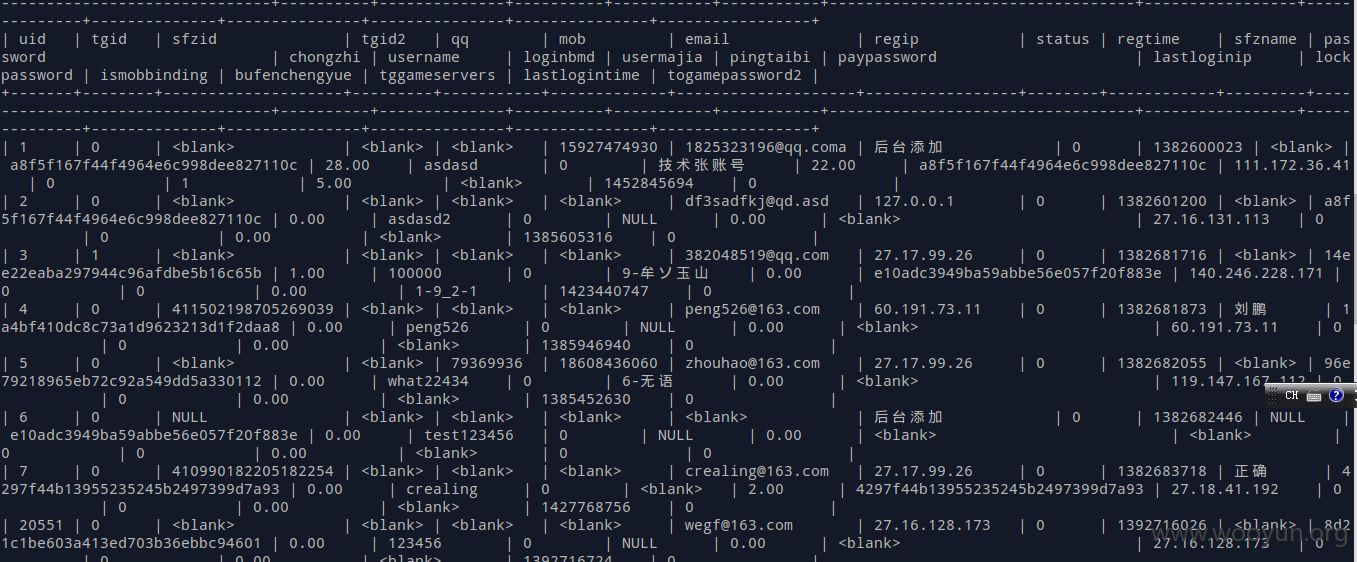 +-------+------+--------------------+---------+----------+-------------+--------------------+------------------+--------+------------+---------+----
----------+--------------+----------------+------------------+---------------+--------------------+
| uid | tgid | sfzid | tgid2 | qq | mob | email | regip | status | regtime | sfzname | pas
sword | chongzhi | username | loginbmd | usermajia | pingtaibi | paypassword | lastloginip | lock
password | ismobbinding | bufenchengyue | tggameservers | lastlogintime | togamepassword2 |
| 1 | 0 | <blank> | <blank> | <blank> | 15927474930 | 1825323196@qq.coma | 后台添加 | 0 | 1382600023 | <blank> |
a8f5f167f44f4964e6c998dee827110c | 28.00 | asdasd | 0 | 技术张账号 | 22.00 | a8f5f167f44f4964e6c998dee827110c | 111.172.36.41
| 0 | 1 | 5.00 | <blank> | 1452845694 | 0 |
| 2 | 0 | <blank> | <blank> | <blank> | <blank> | df3sadfkj@qd.asd | 127.0.0.1 | 0 | 1382601200 | <blank> | a8f
5f167f44f4964e6c998dee827110c | 0.00 | asdasd2 | 0 | NULL | 0.00 | <blank> | 27.16.131.113 | 0
| 0 | 0.00 | <blank> | 1385605316 | 0 |
| 3 | 1 | <blank> | <blank> | <blank> | <blank> | 382048519@qq.com | 27.17.99.26 | 0 | 1382681716 | <blank> | 14e
e22eaba297944c96afdbe5b16c65b | 1.00 | 100000 | 0 | 9-牟ソ玉山 | 0.00 | e10adc3949ba59abbe56e057f20f883e | 140.246.228.171 |
0 | 0 | 0.00 | 1-9_2-1 | 1423440747 | 0 |
| 4 | 0 | 411502198705269039 | <blank> | <blank> | <blank> | peng526@163.com | 60.191.73.11 | 0 | 1382681873 | 刘鹏 | 1
a4bf410dc8c73a1d9623213d1f2daa8 | 0.00 | peng526 | 0 | NULL | 0.00 | <blank> | 60.191.73.11 | 0
| 0 | 0.00 | <blank> | 1385946940 | 0 |
| 5 | 0 | <blank> | <blank> | 79369936 | 18608436060 | zhouhao@163.com | 27.17.99.26 | 0 | 1382682055 | <blank> | 96e
79218965eb72c92a549dd5a330112 | 0.00 | what22434 | 0 | 6-无语 | 0.00 | <blank> | 119.147.167.112 | 0
CH
| 0 | 0.00 | <blank> | 1385452630 | 0 |
| 6 | 0 | NULL | <blank> | <blank> | <blank> | <blank> | 后台添加 | 0 | 1382682446 | NULL |
e10adc3949ba59abbe56e057f20f883e | 0.00 | test123456 | 0 | NULL | 0.00 | <blank> | <blank> |
0 | 0 | 0.00 | <blank> | 0 | 0 |
| 7 | 0 | 410990182205182254 | <blank> | <blank> | <blank> | crealing@163.com | 27.17.99.26 | 0 | 1382683718 | 正确 | 4
297f44b13955235245b2497399d7a93 | 0.00 | crealing | 0 | <blank> | 2.00 | 4297f44b13955235245b2497399d7a93 | 27.18.41.192 | 0
| 0 | 0.00 | <blank> | 1427768756 | 0 |
| 20551 | 0 | <blank> | <blank> | <blank> | <blank> | wegf@163.com | 27.16.128.173 | 0 | 1392716026 | <blank> | 8d2
1c1be603a413ed703b36ebbc94601 | 0.00 | 123456 | 0 | NULL | 0.00 | <blank> | 27.16.128.173 | 0
| 0 | 0.00 | <blank> | 1392716724 | 0 |
www.wooyun.org